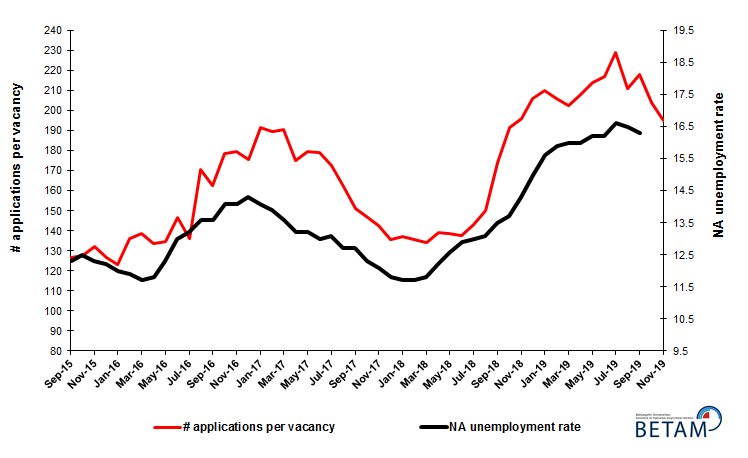 240
230
220
210
200
190
180
170
160
150
140
130
120
110
100
90
80
# applications per vacancy
19.5
18.5
17.5
16.5
15.5
14.5
13.5
12.5
11.5
10.5
9.5
NA unemployment rate
Sep-15
Nov-15
Jan-16
Mar-16
May-16
Jul-16
Sep-16
Nov-16
Jan-17
Mar-17
May-17
Jul-17
Sep-17
Nov-17
Jan-18
Mar-18
May-18
Jul-18
Sep-18
Nov-18
Jan-19
Mar-19
May-19
Jul-19
Sep-19
Nov-19
# applications per vacancy
NA unemployment rate
BETAM